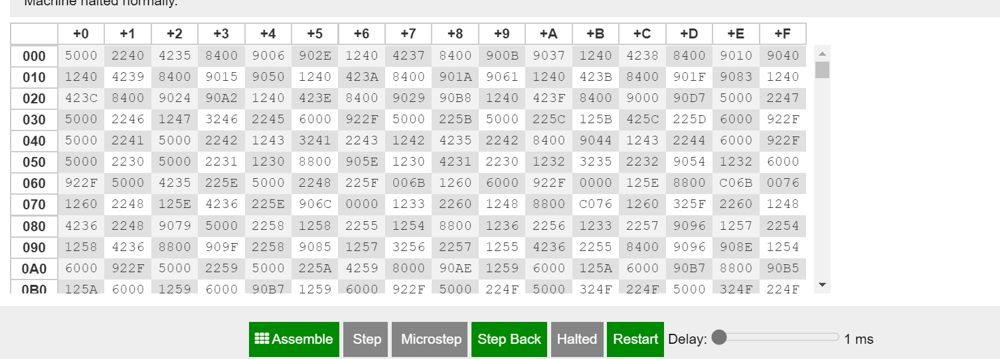 Machine halted normally.
+0 +1 +2 +3 +4 +5 +6 +7 +8 +9 +A +B +C +D +E +F
000 5000 2240 4235 8400 9006 902E 1240 4237 8400 900B 9037 1240 4238 8400 9010 9040
010 1240 4239 8400 9015 9050 1240 423A 8400 901A 9061 1240 423B 8400 901F 9083 1240
020 423C 8400 9024 90A2 1240 423E 8400 9029 90B8 1240 423F 8400 9000 90D7 5000 2247
030 5000 2246 1247 3246 2245 6000 922F 5000 225B 5000 225C 125B 425C 225D 6000 922F
040 5000 2241 5000 2242 1243 3241 2243 1242 4235 2242 8400 9044 1243 2244 6000 922F
050 5000 2230 5000 2231 1230 8800 905E 1230 4231 2230 1232 3235 2232 9054 1232 6000
060 922F 5000 4235 225E 5000 2248 225F 006B 1260 6000 922F 0000 125E 8800 C06B 0076
070 1260 2248 125E 4236 225E 906C 0000 1233 2260 1248 8800 C076 1260 325F 2260 1248
080 4236 2248 9079 5000 2258 1258 2255 1254 8800 1236 2256 1233 2257 9096 1257 2254
090 1258 4236 8800 909F 2258 9085 1257 3256 2257 1255 4236 2255 8400 9096 908E 1254
0A0 6000 922F 5000 2259 5000 225A 4259 8000 90AE 1259 6000 125A 6000 90B7 8800 90B5
0B0 125A 6000 1259 6000 90B7 1259 6000 922F 5000 224F 5000 324F 224F 5000 324F 224F
Assemble Step Microstep Step Back Halted Restart Delay: 1 ms